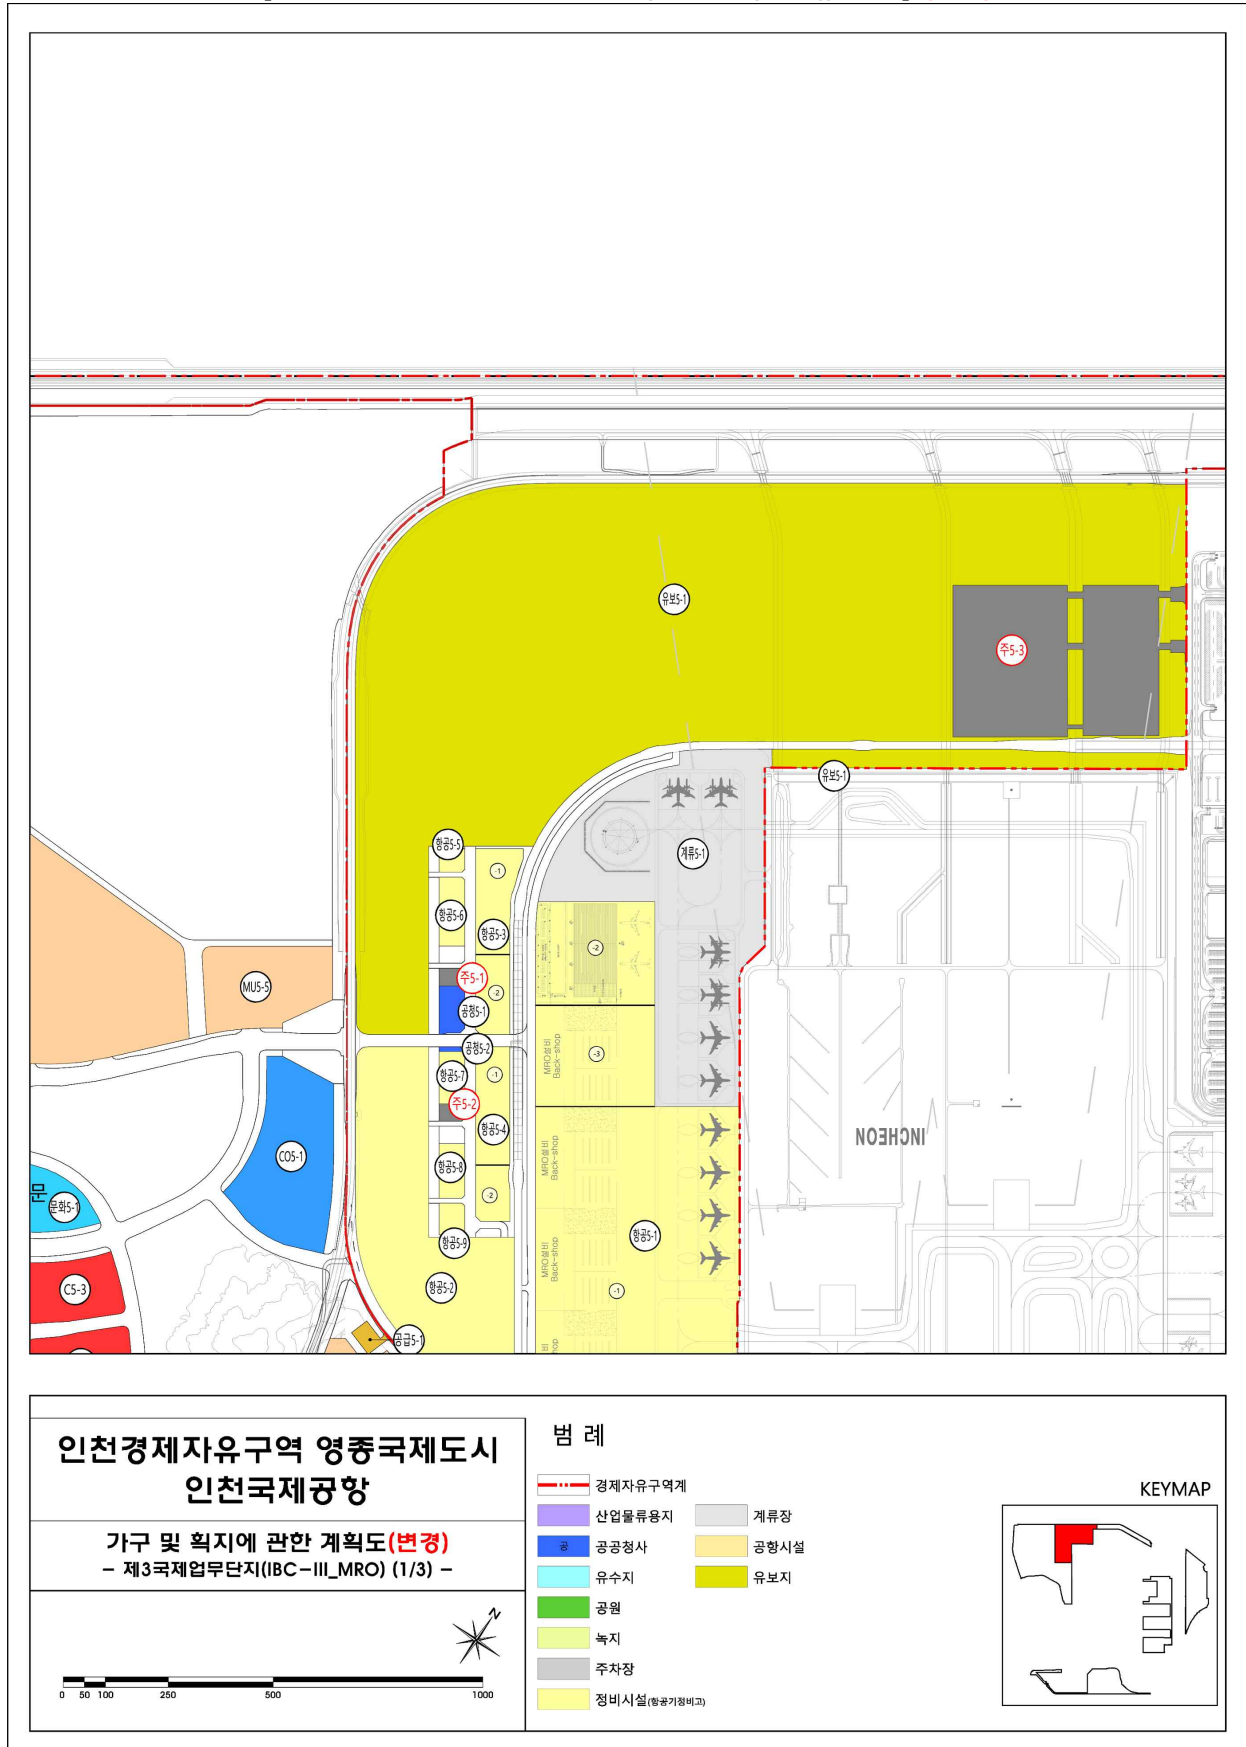 유보5-1
주5-3
유보5-1
계류5-1
항공5-5
-1
항공5-6
항공5-3
-2
주5-1
-2
MU5-5
공청5-1
공청5-2
-3
MRO설비
Back-shop
항공5-7
-1
주5-2
항공5-4
INCHEON
CO5-1
MRO설비
Back-shop
항공5-8
-2
문
문화5-1
항공5-9
항공5-1
MRO설비
Back-shop
항공5-2
-1
C5-3
공급5-1
인천경제자유구역 영종국제도시
인천국제공항
가구 및 획지에 관한 계획도(변경)
- 제3국제업무단지(IBC-III_MRO) (1/3) -
N
0 50 100 250 500 1000
범 례
경제자유구역계
산업물류용지
계류장
공 공공청사
공항시설
유수지
유보지
공원
녹지
주차장
정비시설(항공기정비고)
KEYMAP